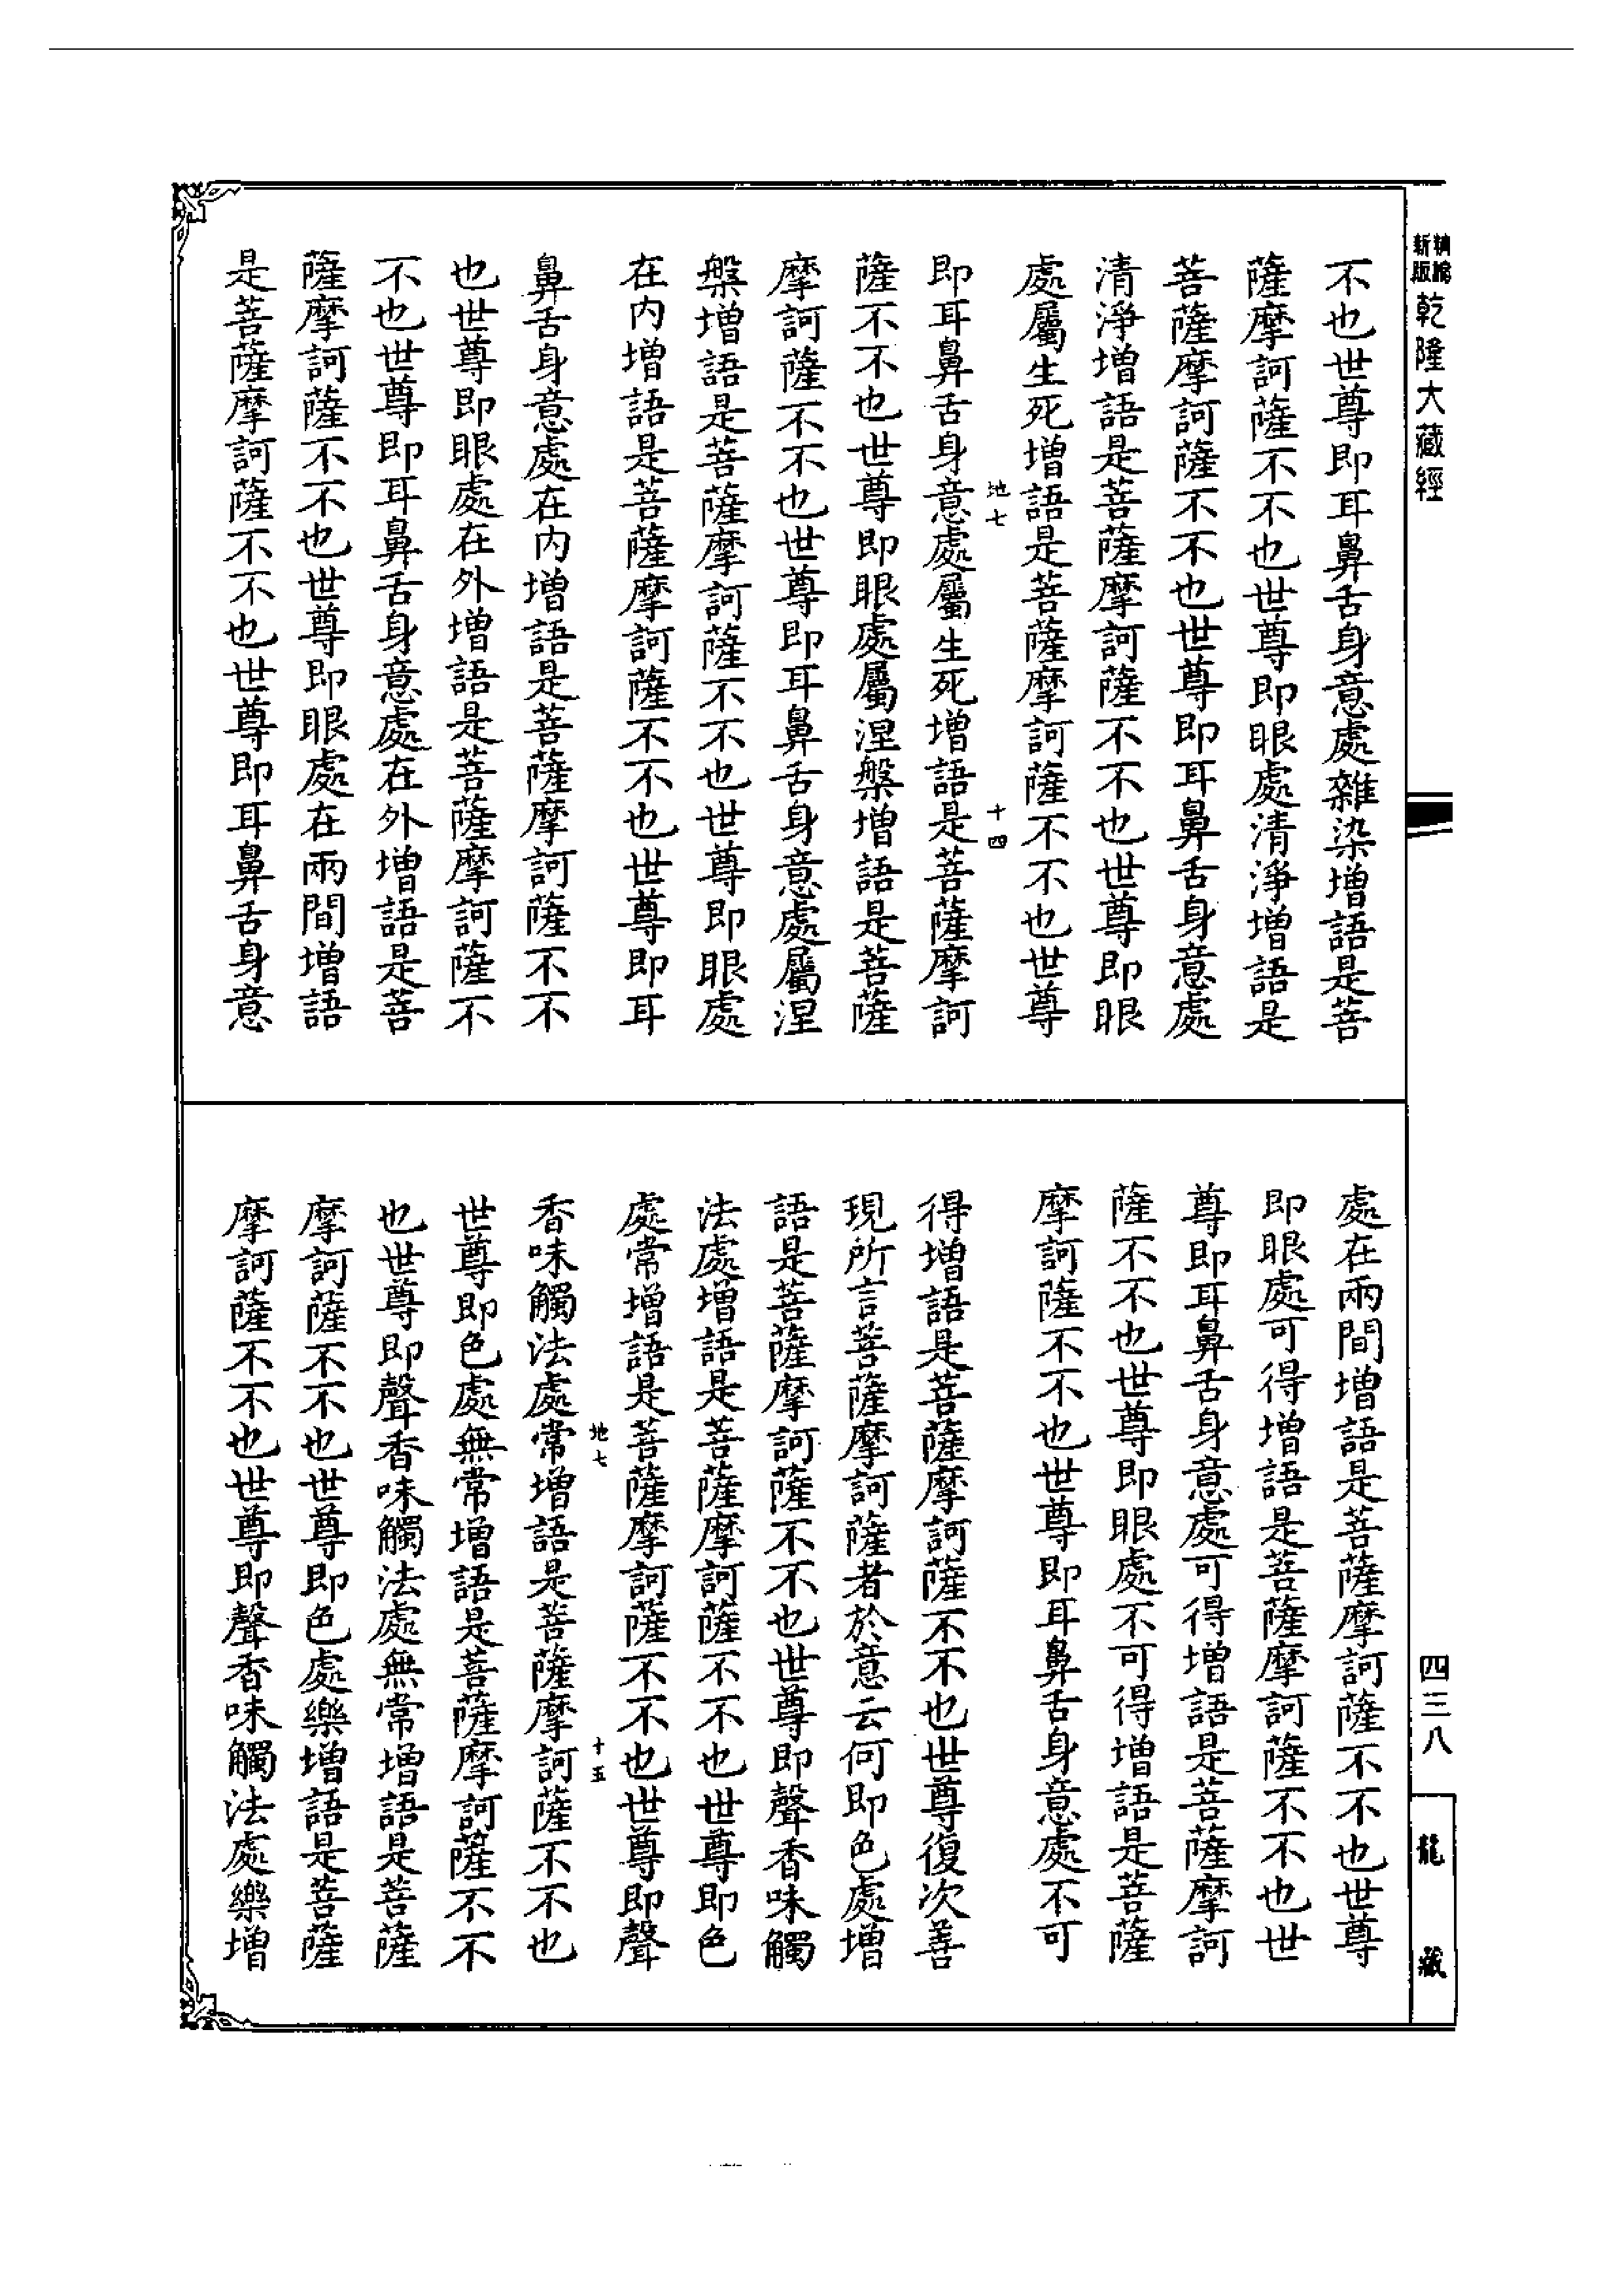 精縮新版
乾隆大藏經
不也世尊即耳鼻舌身意處雜染增語是菩
薩摩訶薩不不也世尊即眼處清淨增語是
菩薩摩訶薩不不也世尊即耳鼻舌身意處
清淨增語是菩薩摩訶薩不不也世尊即眼
處屬生死增語是菩薩摩訶薩不不也世尊
地七
十四
即耳鼻舌身意處屬生死增語是菩薩摩訶
薩不不也世尊即眼處屬涅槃增語是菩薩
摩訶薩不不也世尊即耳鼻舌身意處屬涅
槃增語是菩薩摩訶薩不不也世尊即眼處
在內增語是菩薩摩訶薩不不也世尊即耳
鼻舌身意處在內增語是菩薩摩訶薩不不
也世尊即眼處在外增語是菩薩摩訶薩不
不也世尊即耳鼻舌身意處在外增語是菩
薩摩訶薩不不也世尊即眼處在兩間增語
是菩薩摩訶薩不不也世尊即耳鼻舌身意
處在兩間增語是菩薩摩訶薩不不也世尊
即眼處可得增語是菩薩摩訶薩不不也世
尊即耳鼻舌身意處可得增語是菩薩摩訶
薩不不也世尊即眼處不可得增語是菩薩
摩訶薩不不也世尊即耳鼻舌身意處不可
得增語是菩薩摩訶薩不不也世尊復次善
現所言菩薩摩訶薩者於意云何即色處增
語是菩薩摩訶薩不不也世尊即聲香味觸
法處增語是菩薩摩訶薩不不也世尊即色
處常增語是菩薩摩訶薩不不也世尊即聲
地七
十五
香味觸法處常增語是菩薩摩訶薩不不也
世尊即色處無常增語是菩薩摩訶薩不不
也世尊即聲香味觸法處無常增語是菩薩
摩訶薩不不也世尊即色處樂增語是菩薩
摩訶薩不不也世尊即聲香味觸法處樂增
四三八
龍藏